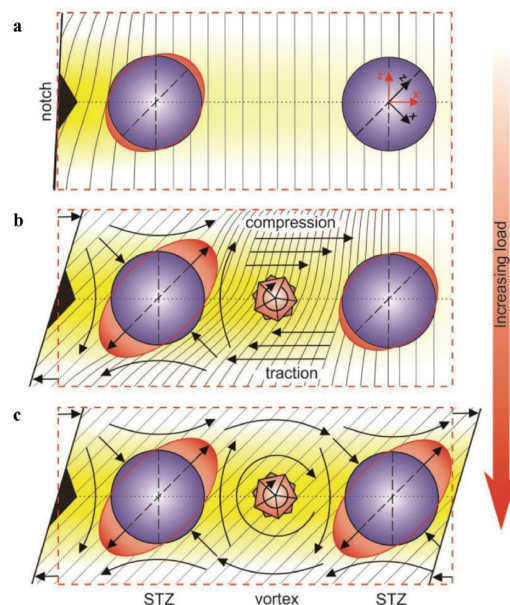 a
notch
z'
z
x'
x
b
compression
traction
Increasing load
c
STZ vortex STZ